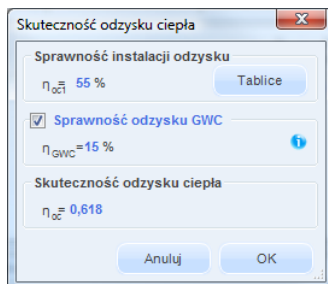 Skuteczność odzysku ciepła
Sprawność instalacji odzysku
ηoc1= 55 %
Tablice
Sprawność odzysku GWC
ηGWC=15 %
Skuteczność odzysku ciepła
ηoc= 0,618
Anuluj
OK